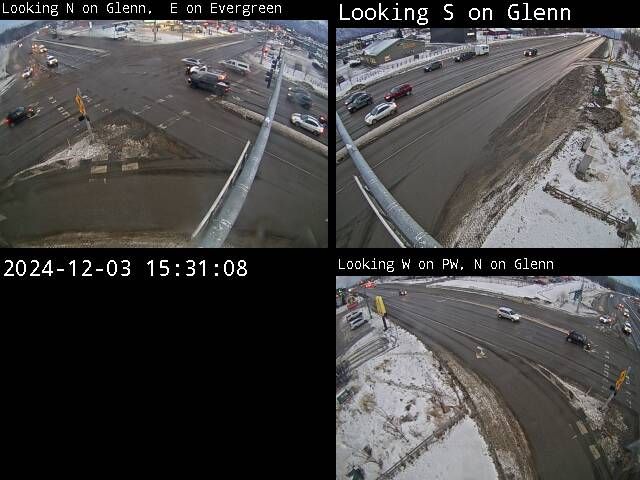 Looking N on Glenn, E on Evergreen
Looking S on Glenn
2024-12-03 15:31:08
Looking W on PW, N on Glenn